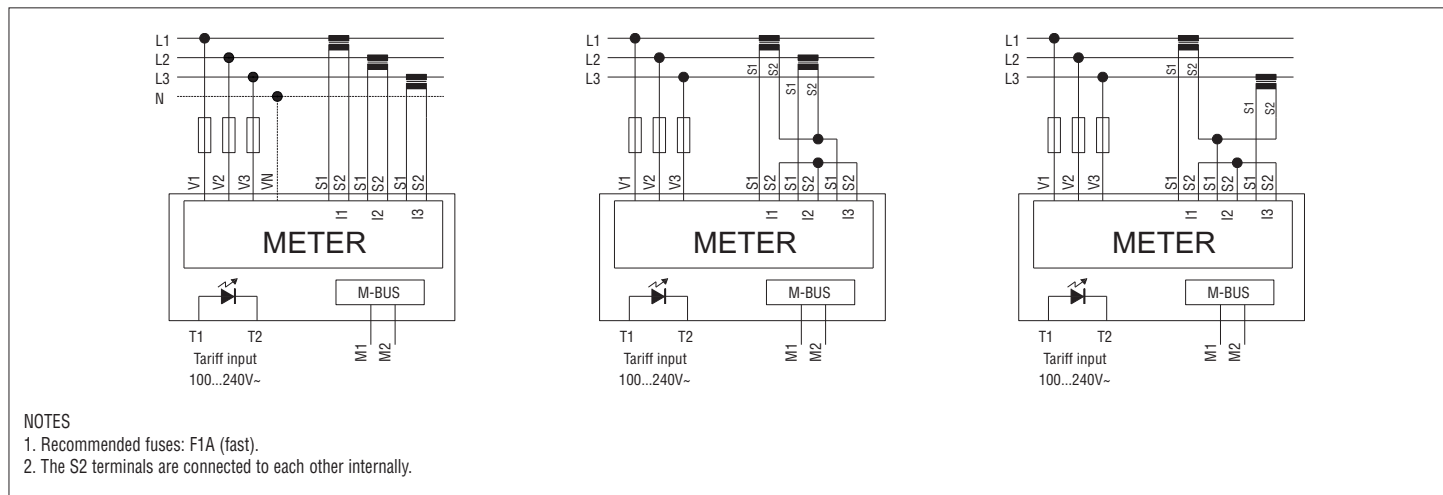 L1
L2
L3
N
V1 V2 V3 VN S1 S2 S1 S2 S1 S2
I1 I2 I3
METER
M-BUS
T1 T2
M1 M2
Tariff input
100...240V~
L1
L2
L3
S1 S2
S1 S2
V1 V2 V3 S1 S2 S1 S2 S1 S2
I1 I2 I3
METER
M-BUS
T1 T2
M1 M2
Tariff input
100...240V~
L1
L2
L3
S1 S2
S1 S2
V1 V2 V3 S1 S2 S1 S2 S1 S2
I1 I2 I3
METER
M-BUS
T1 T2
M1 M2
Tariff input
100...240V~
NOTES
1. Recommended fuses: F1A (fast).
2. The S2 terminals are connected to each other internally.